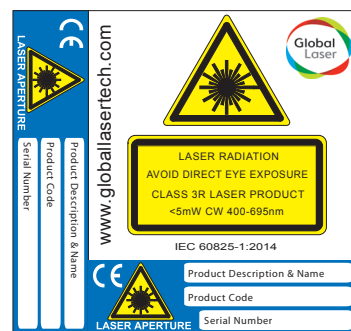 CE
LASER APERTURE
Product Description & Name
Product Code
Serial Number
www.globallasertech.com
Global
Laser
LASER RADIATION
AVOID DIRECT EYE EXPOSURE
CLASS 3R LASER PRODUCT
<5mW CW 400-695nm
IEC 60825-1:2014
CE
LASER APERTURE
Product Description & Name
Product Code
Serial Number